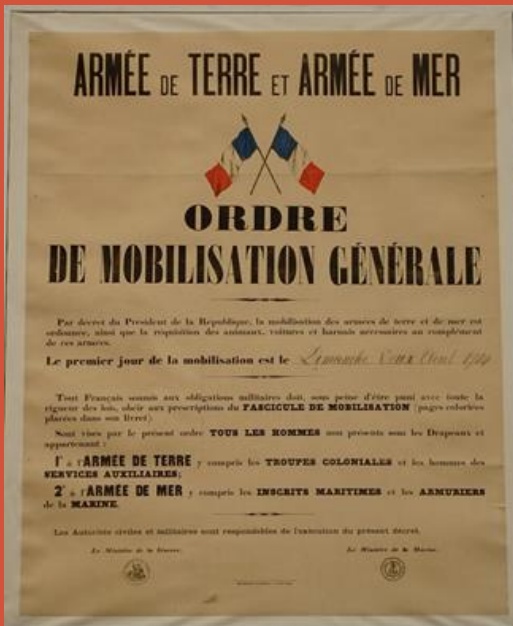 ARMÉE DE TERRE ET ARMÉE DE MER
ORDRE
DE MOBILISATION GÉNÉRALE
Par décret du Président de la République, la mobilisation des armées de terre et de mer est
ordonnée, ainsi que la réquisition des animaux, voitures et harnais nécessaires au complément
de ces armées.
Le premier jour de la mobilisation est le Dimanche deux Août 1914
Tout Français soumis aux obligations militaires doit, sous peine d'être puni avec toute la
rigueur des lois, obéir aux prescriptions du FASCICULE DE MOBILISATION (pages coloriées
placées dans son livret).
Sont visés par le présent ordre TOUS LES HOMMES non présents sous les Drapeaux et
appartenant :
1° à l'ARMÉE DE TERRE y compris les TROUPES COLONIALES et les hommes des
SERVICES AUXILIAIRES;
2° à l'ARMÉE DE MER y compris les INSCRITS MARITIMES et les ARMURIERS
de la MARINE.
Les Autorités civiles et militaires sont responsables de l'exécution du présent décret.
Le Ministre de la Guerre, Le Ministre de la Marine,